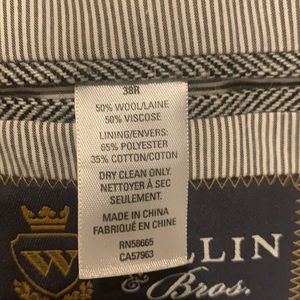 38R
50% WOOL/LAINE
50% VISCOSE
LINING/ENVERS:
65% POLYESTER
35% COTTON/COTON
DRY CLEAN ONLY.
NETTOYER À SEC
SEULEMENT.
MADE IN CHINA
FABRIQUÉ EN CHINE
RN58665
CA57963
W
LLIN
& Bros.